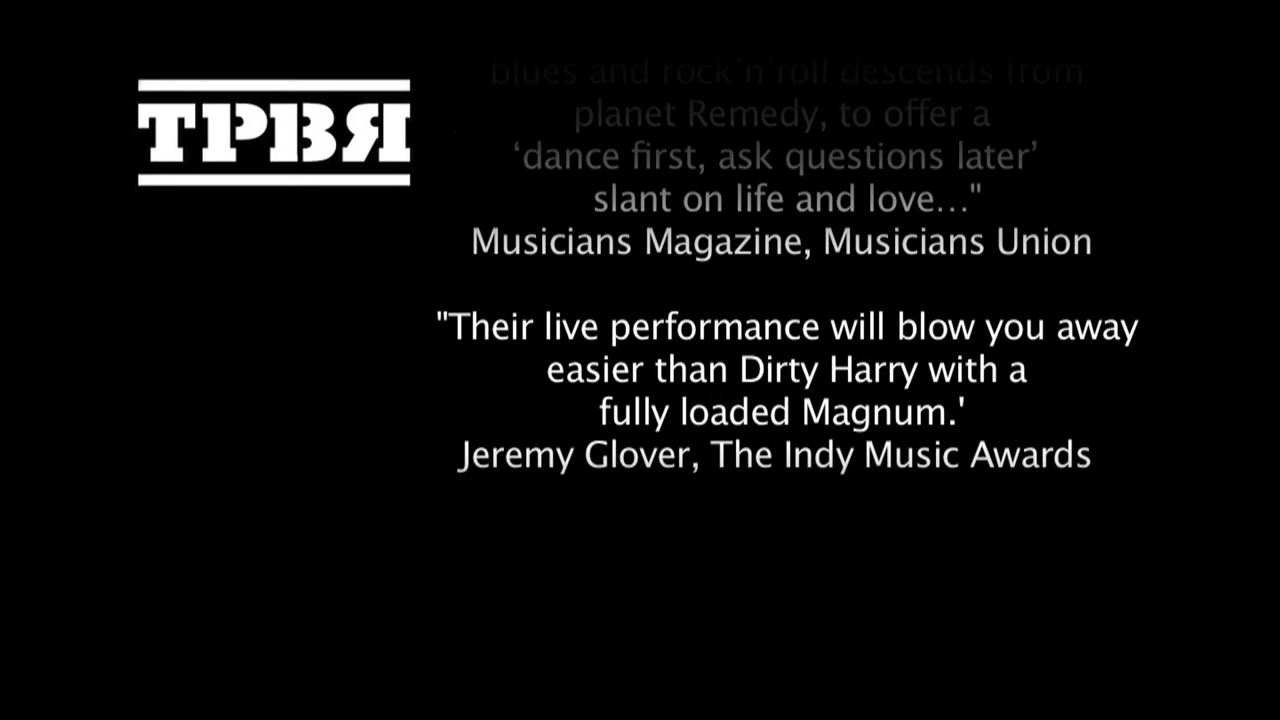 ТРВЯ
blues and rock'n'roll descends from
planet Remedy, to offer a
‘dance first, ask questions later’
slant on life and love…"
Musicians Magazine, Musicians Union
"Their live performance will blow you away
easier than Dirty Harry with a
fully loaded Magnum.'
Jeremy Glover, The Indy Music Awards